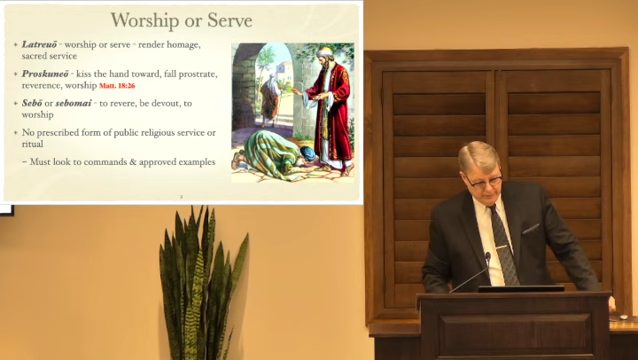 Worship or Serve
Latreuō - worship or serve - render homage,
sacred service
Proskuneō - kiss the hand toward, fall prostrate,
reverence, worship Matt. 18:26
Sebō or sebomai - to revere, be devout, to
worship
No prescribed form of public religious service or
ritual
– Must look to commands & approved examples